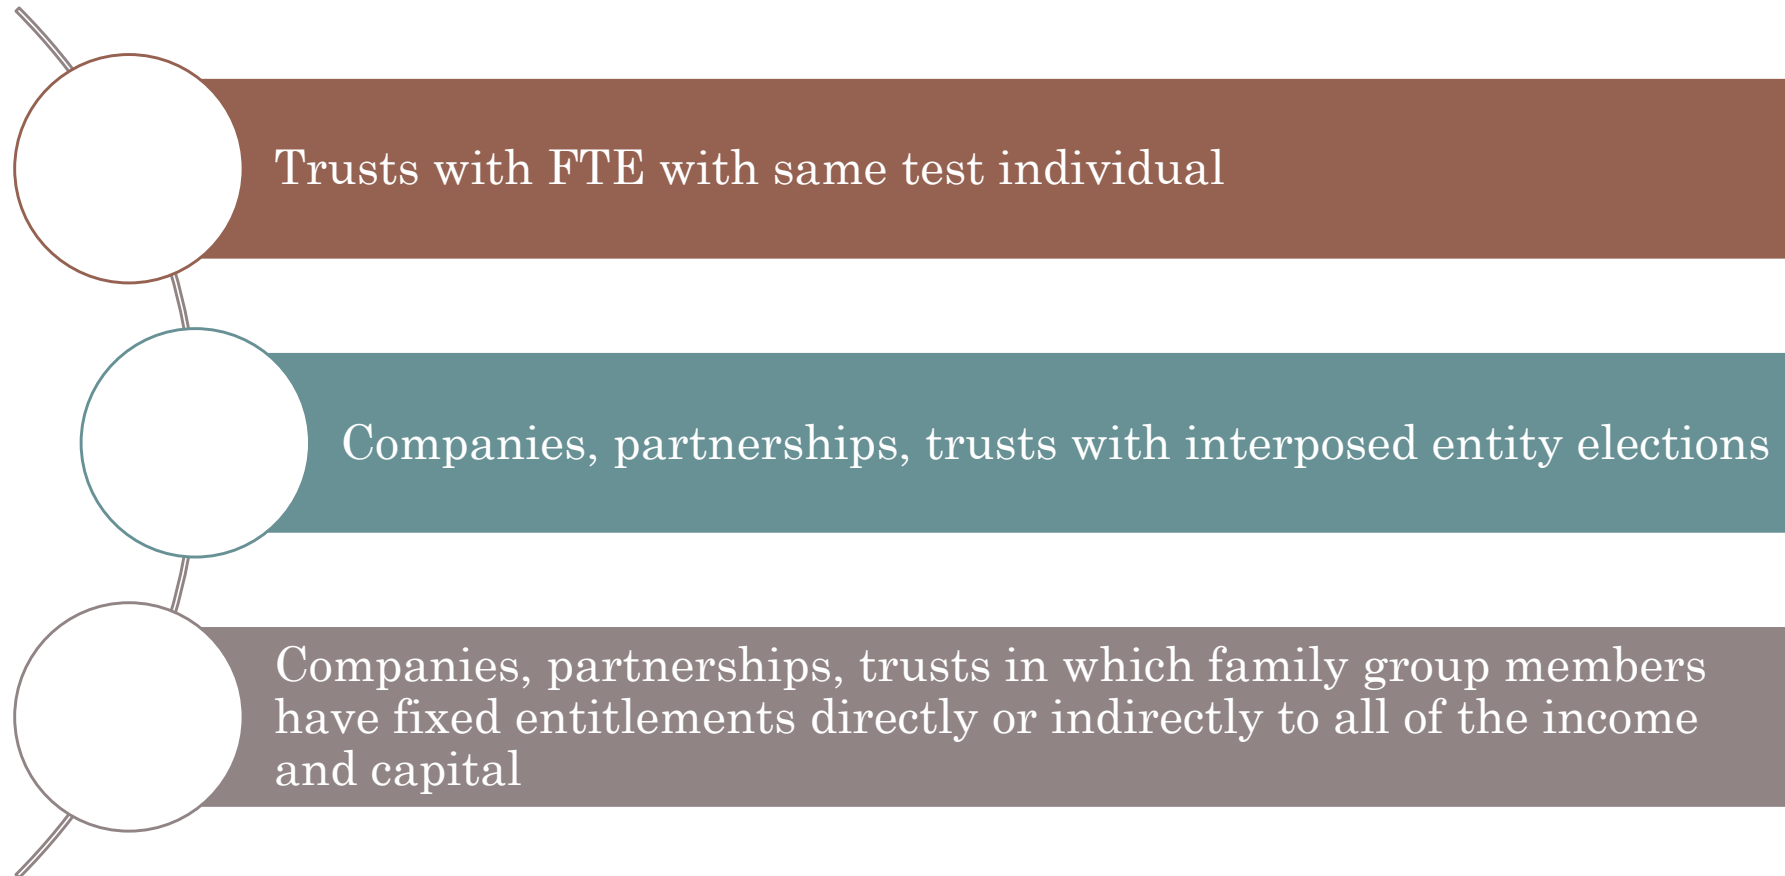 Trusts with FTE with same test individual
Companies, partnerships, trusts with interposed entity elections
Companies, partnerships, trusts in which family group members
have fixed entitlements directly or indirectly to all of the income
and capital